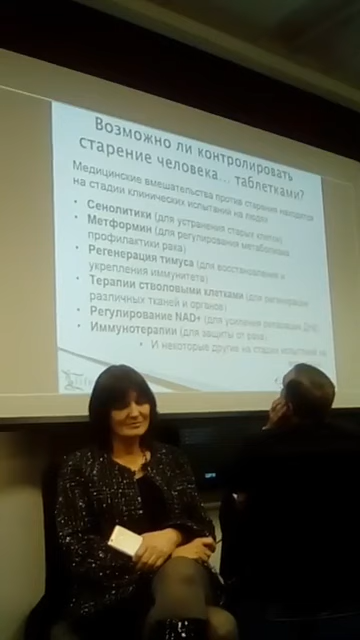 Возможно ли контролировать
старение человека... таблетками?
Медицинские вмешательства против старения находятся
на стадии клинических испытаний на людях
• Сенолитики (для устранения старых клеток)
• Метформин (для регулирования метаболизма
профилактики рака)
• Регенерация тимуса (для восстановления и
укрепления иммунитета)
• Терапии стволовыми клетками (для регенерации
различных тканей и органов)
• Регулирование NAD+ (для усиления репарации ДНК)
• Иммунотерапии (для защиты от рака)
• И некоторые другие на стадии испытаний на